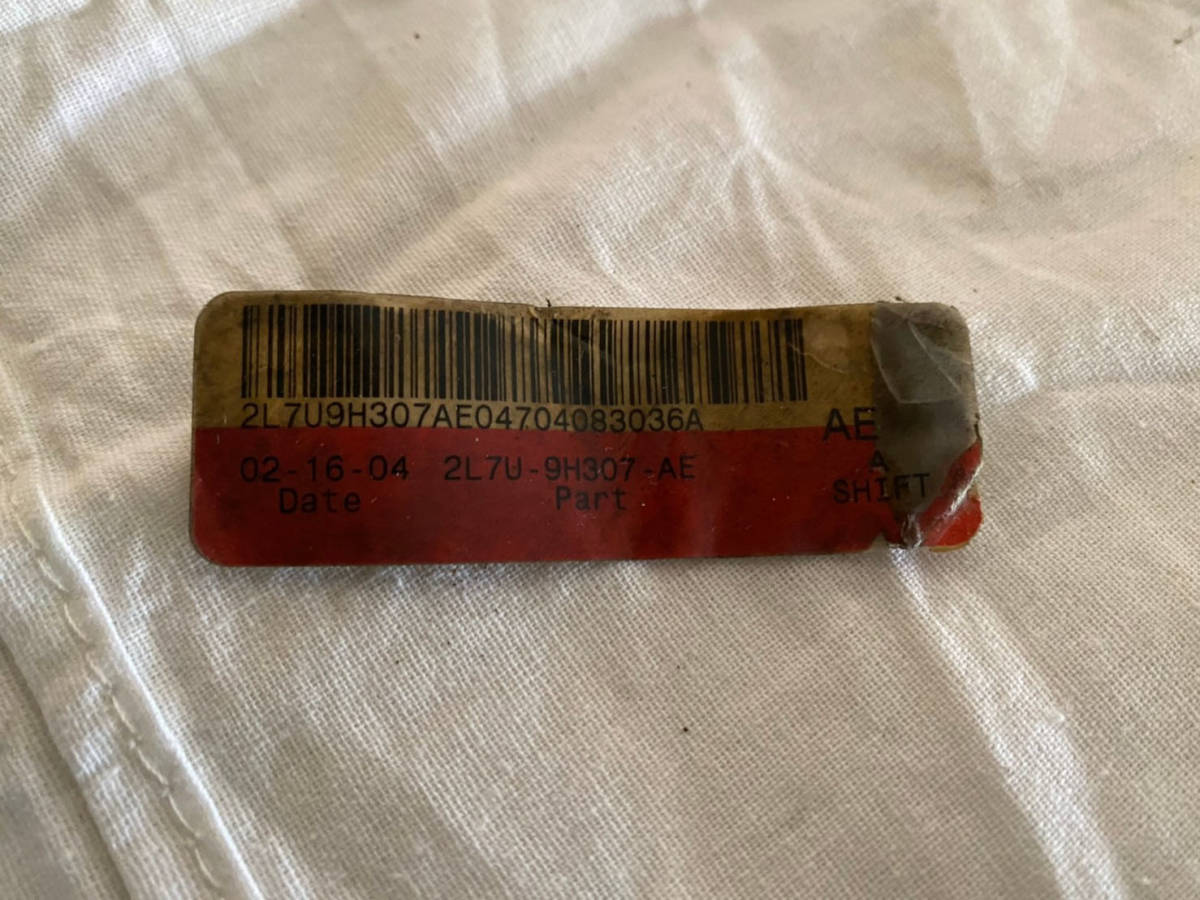 2L7U9H307AE04704083036A
AE
02-16-04 2L7U-9H307-AE A
Date Part SHIFT